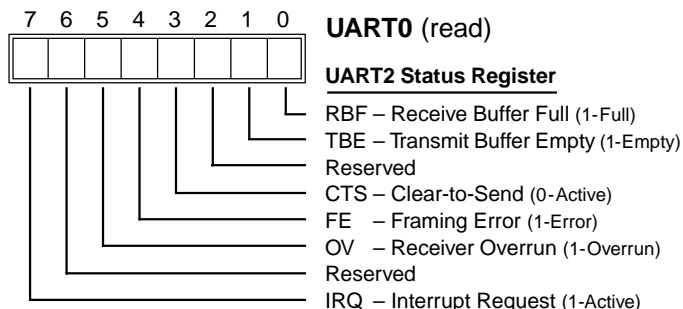 7 6 5 4 3 2 1 0
UART0 (read)
UART2 Status Register
RBF – Receive Buffer Full (1-Full)
TBE – Transmit Buffer Empty (1-Empty)
Reserved
CTS – Clear-to-Send (0-Active)
FE – Framing Error (1-Error)
OV – Receiver Overrun (1-Overrun)
Reserved
IRQ – Interrupt Request (1-Active)